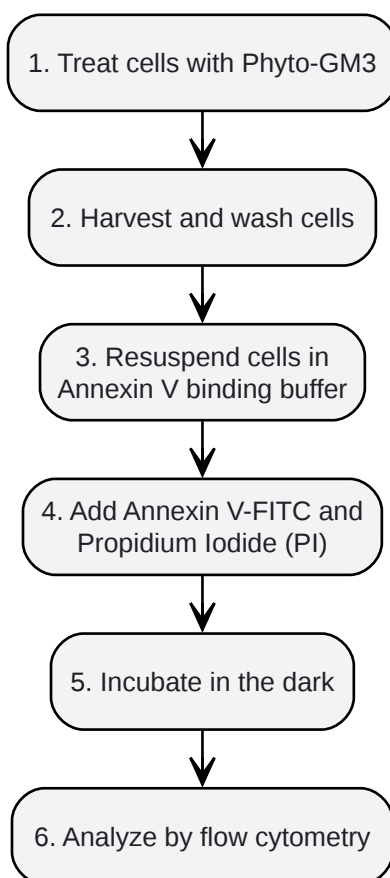 1. Treat cells with Phyto-GM3
2. Harvest and wash cells
3. Resuspend cells in
Annexin V binding buffer
4. Add Annexin V-FITC and
Propidium Iodide (PI)
5. Incubate in the dark
6. Analyze by flow cytometry